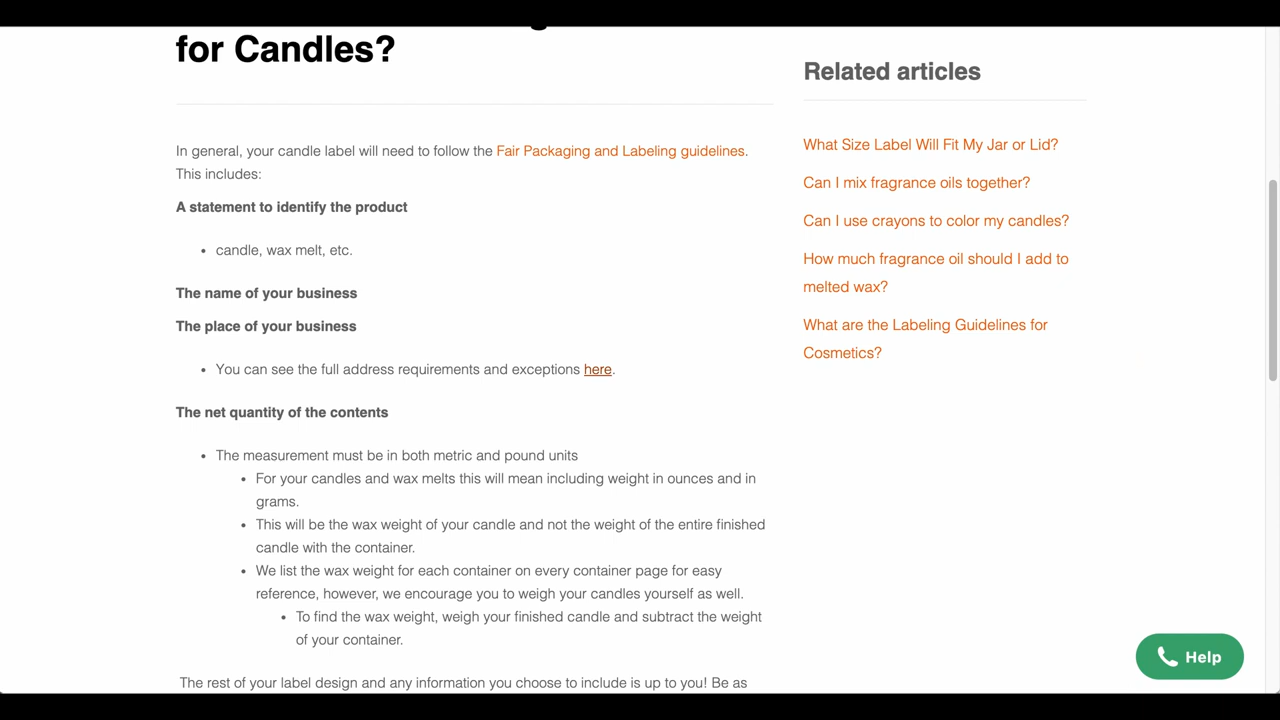 for Candles?
In general, your candle label will need to follow the Fair Packaging and Labeling guidelines.
This includes:
A statement to identify the product
• candle, wax melt, etc.
The name of your business
The place of your business
• You can see the full address requirements and exceptions here.
The net quantity of the contents
• The measurement must be in both metric and pound units
• For your candles and wax melts this will mean including weight in ounces and in
grams.
• This will be the wax weight of your candle and not the weight of the entire finished
candle with the container.
• We list the wax weight for each container on every container page for easy
reference, however, we encourage you to weigh your candles yourself as well.
• To find the wax weight, weigh your finished candle and subtract the weight
of your container.
The rest of your label design and any information you choose to include is up to you! Be as
Related articles
What Size Label Will Fit My Jar or Lid?
Can I mix fragrance oils together?
Can I use crayons to color my candles?
How much fragrance oil should I add to
melted wax?
What are the Labeling Guidelines for
Cosmetics?
Help